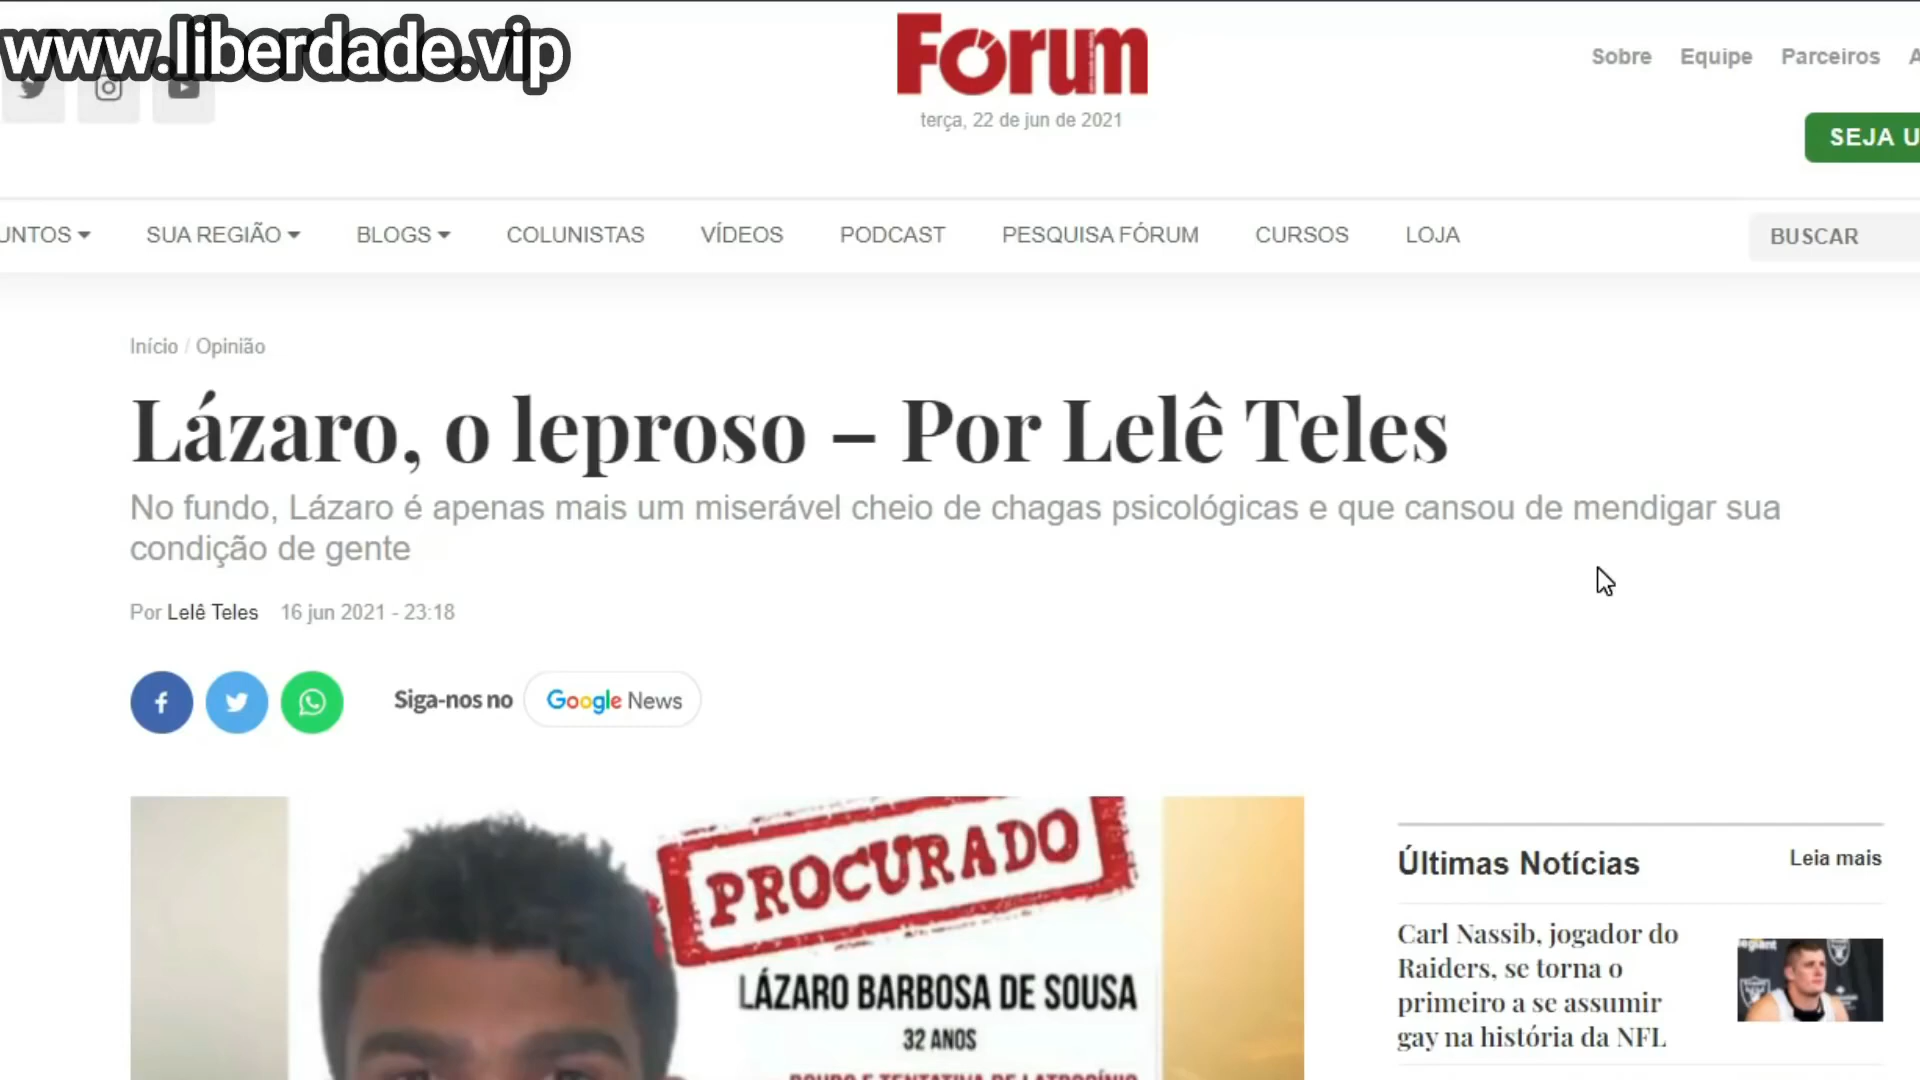 www.liberdade.vip
Fórum
terça, 22 de jun de 2021
Sobre Equipe Parceiros
SEJA U
UNTOS SUA REGIÃO BLOGS COLUNISTAS VÍDEOS PODCAST PESQUISA FÓRUM CURSOS LOJA BUSCAR
Início / Opinião
Lázaro, o leproso – Por Lelê Teles
No fundo, Lázaro é apenas mais um miserável cheio de chagas psicológicas e que cansou de mendigar sua
condição de gente
Por Lelê Teles 16 jun 2021 - 23:18
Siga-nos no Google News
PROCURADO
LÁZARO BARBOSA DE SOUSA
32 ANOS
ROUBO E TENTATIVA DE LATROCÍNIO
Últimas Notícias Leia mais
Carl Nassib, jogador do
Raiders, se torna o
primeiro a se assumir
gay na história da NFL